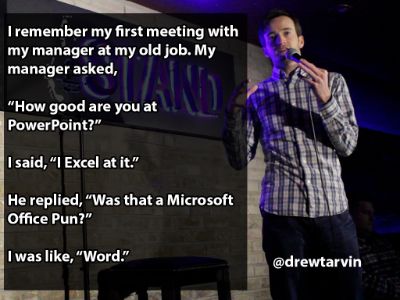 I remember my first meeting with
my manager at my old job. My
manager asked,
“How good are you at
PowerPoint?”
I said, “I Excel at it.”
He replied, “Was that a Microsoft
Office Pun?”
I was like, “Word.”
STAND
@drewtarvin